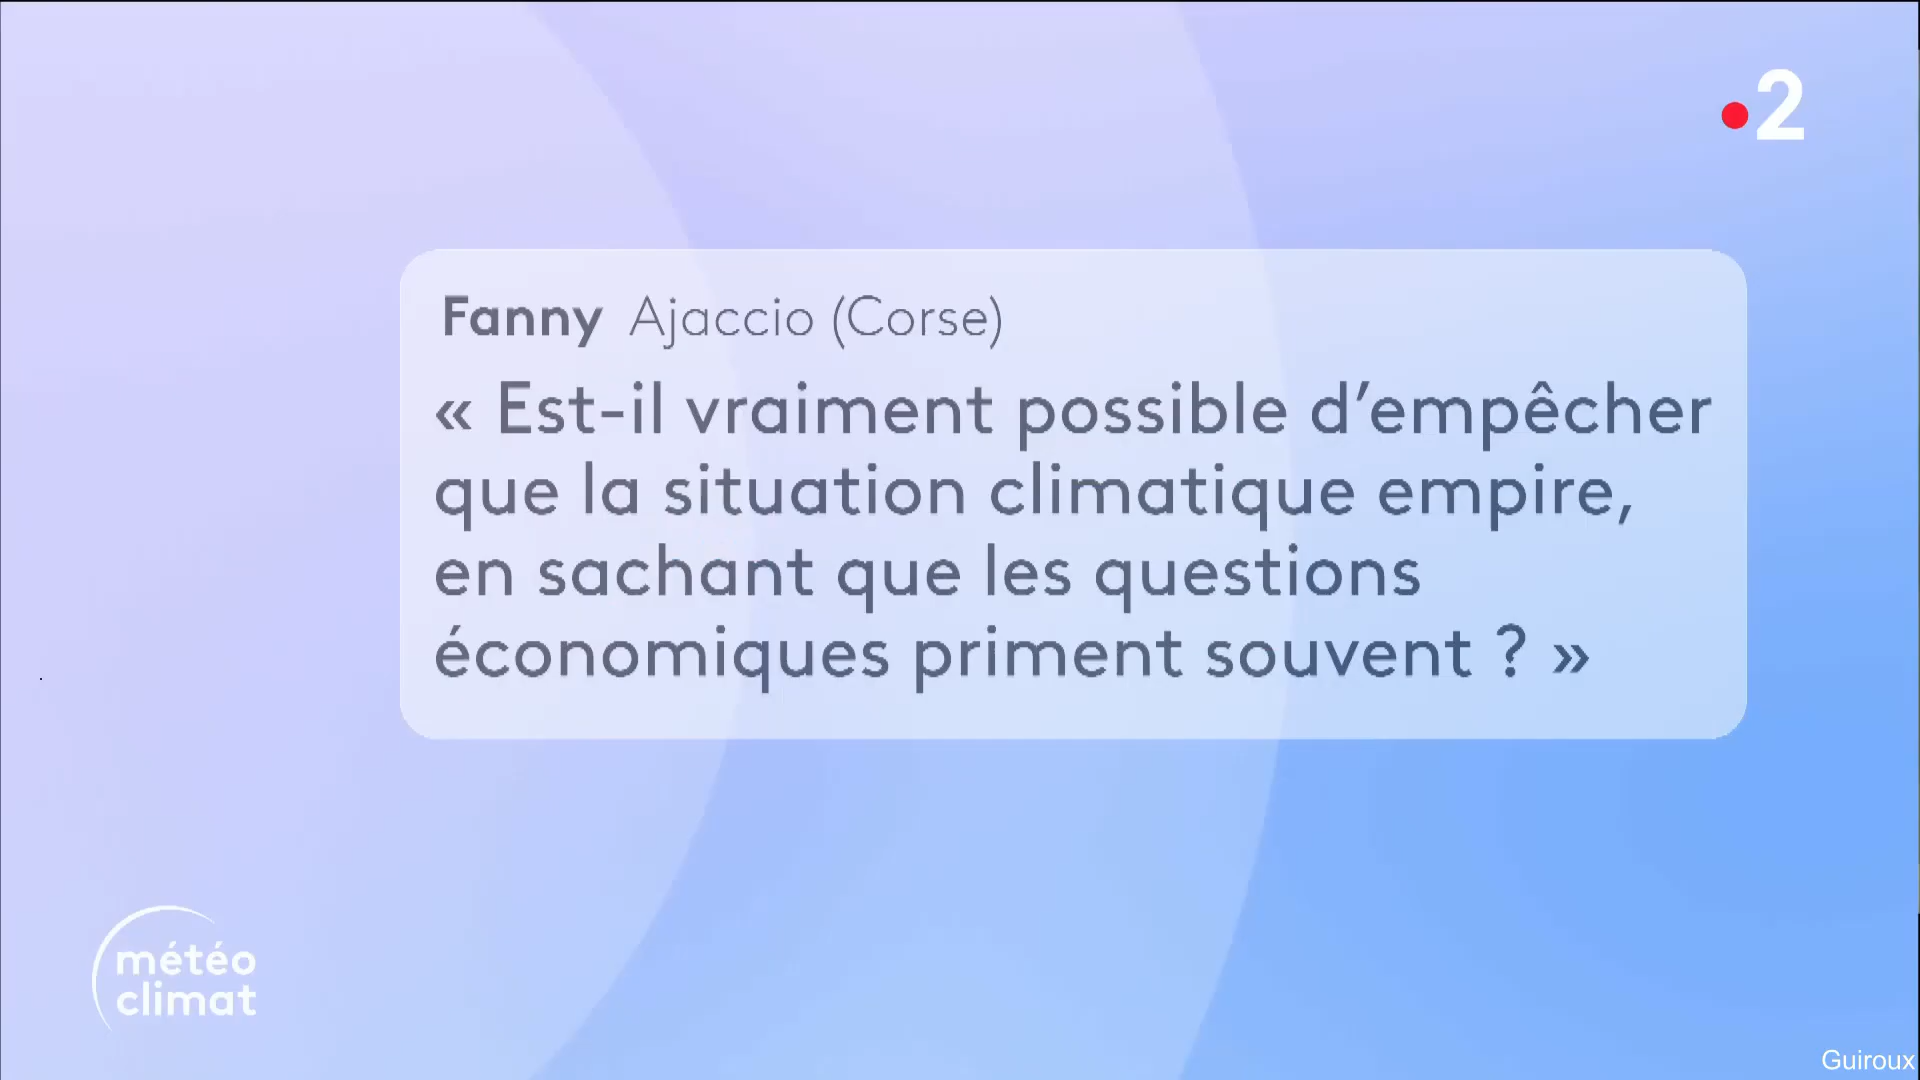 2
Fanny Ajaccio (Corse)
« Est-il vraiment possible d’empêcher
que la situation climatique empire,
en sachant que les questions
économiques priment souvent ? »
météo
climat
Guiroux